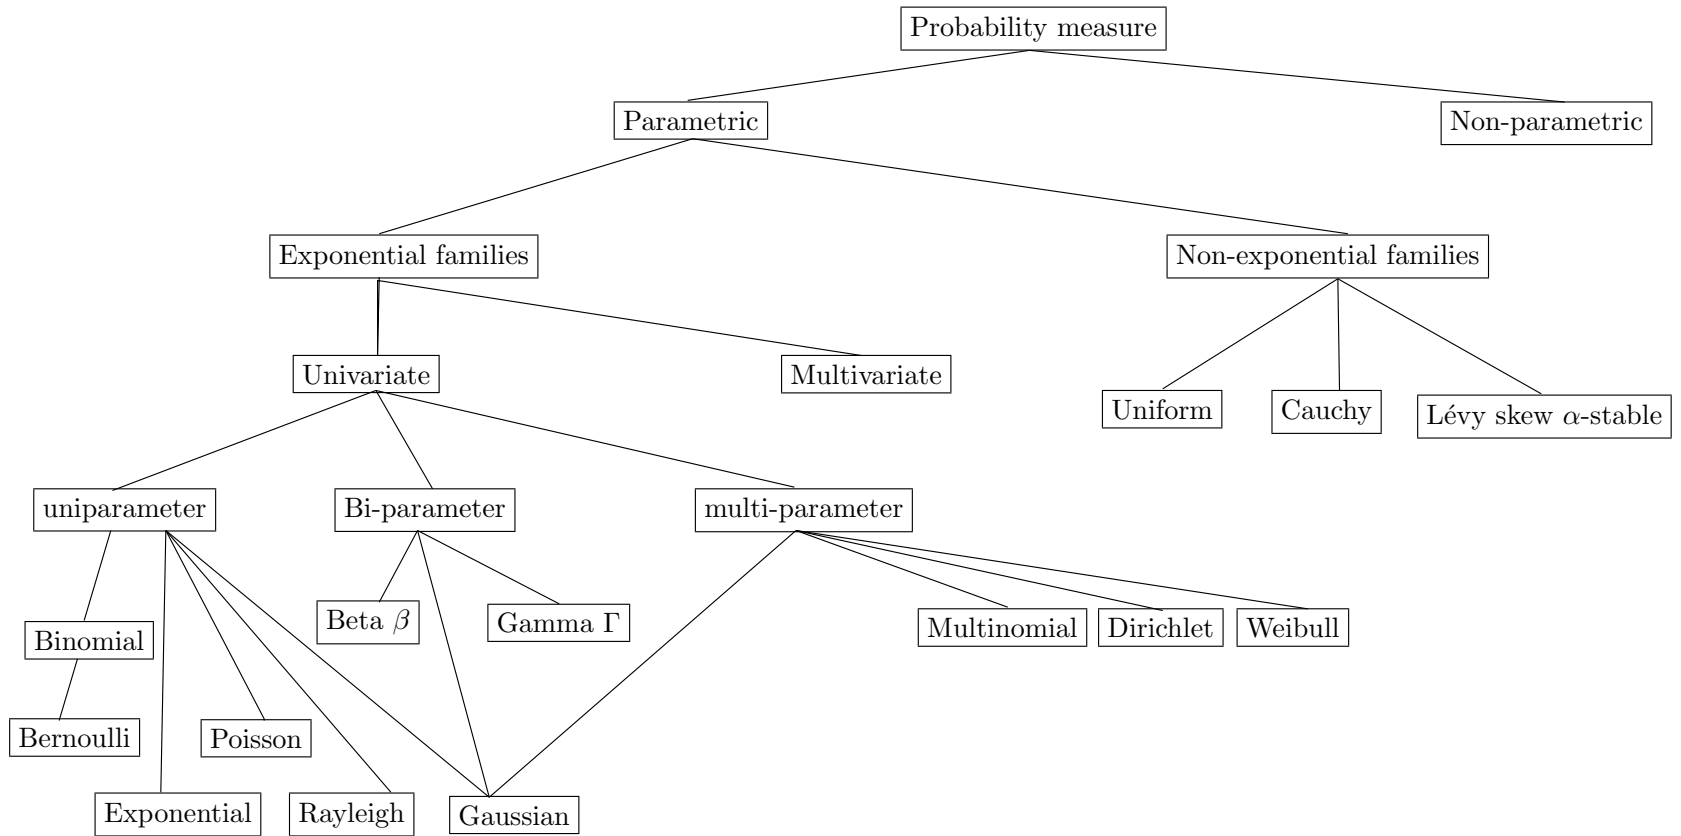 Probability measure
Parametric
Non-parametric
Exponential families
Non-exponential families
Univariate
Multivariate
Uniform
Cauchy
Lévy skew α-stable
uniparameter
Bi-parameter
multi-parameter
Binomial
Beta β
Gamma Γ
Multinomial
Dirichlet
Weibull
Bernoulli
Poisson
Exponential
Rayleigh
Gaussian